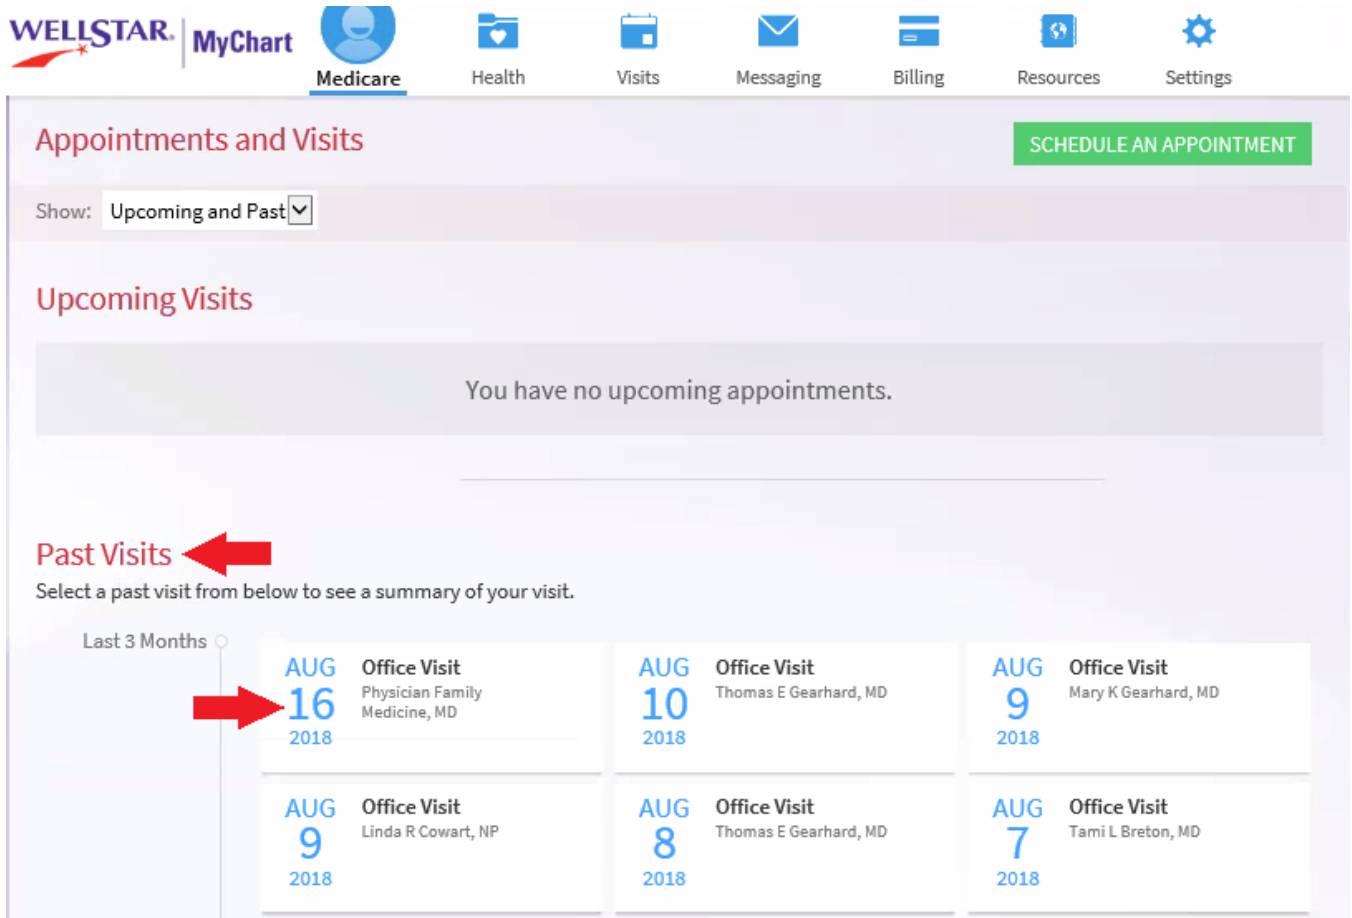 WELLSTAR. MyChart
Medicare Health Visits Messaging Billing Resources Settings
Appointments and Visits
SCHEDULE AN APPOINTMENT
Show: Upcoming and Past
Upcoming Visits
You have no upcoming appointments.
Past Visits
Select a past visit from below to see a summary of your visit.
Last 3 Months
AUG
16
2018
Office Visit
Physician Family
Medicine, MD
AUG
10
2018
Office Visit
Thomas E Gearhard, MD
AUG
9
2018
Office Visit
Mary K Gearhard, MD
AUG
9
2018
Office Visit
Linda R Cowart, NP
AUG
8
2018
Office Visit
Thomas E Gearhard, MD
AUG
7
2018
Office Visit
Tami L Breton, MD